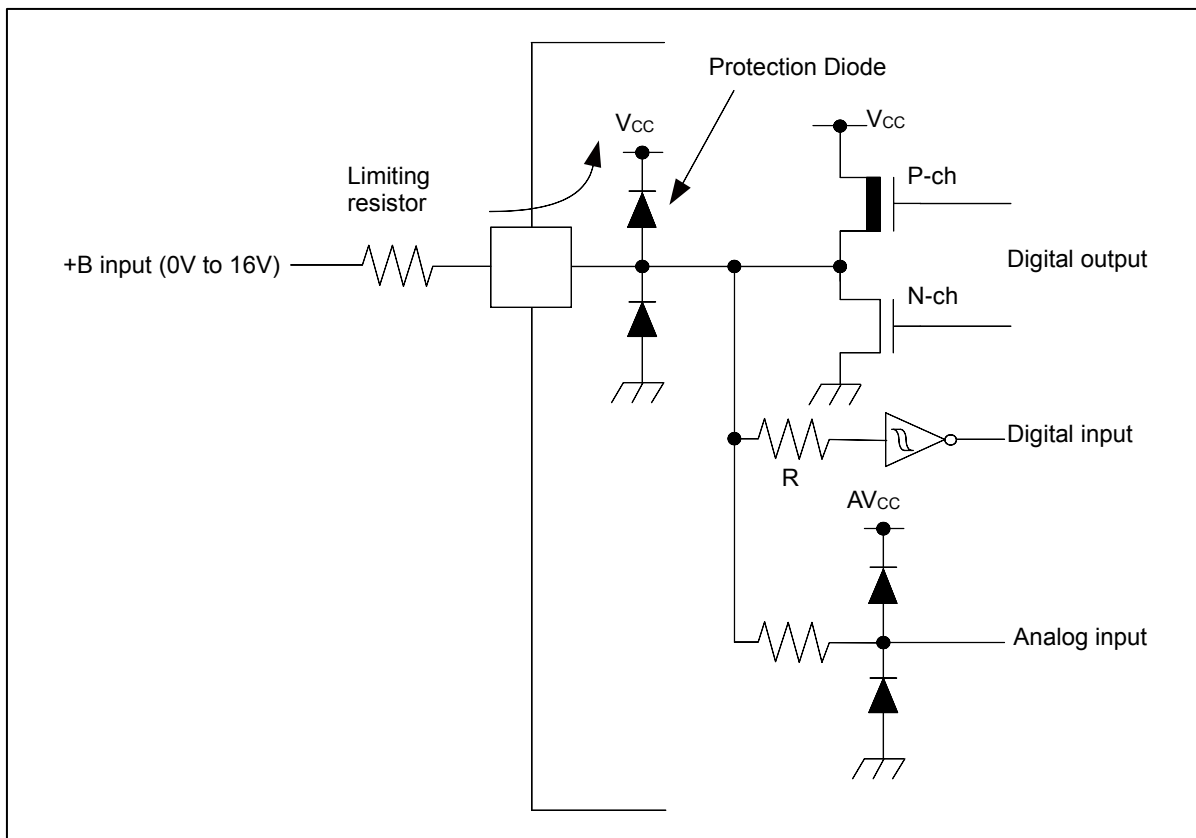 Protection Diode
VCC
VCC
Limiting
resistor
P-ch
+B input (0V to 16V)
Digital output
N-ch
Digital input
R
AVCC
Analog input